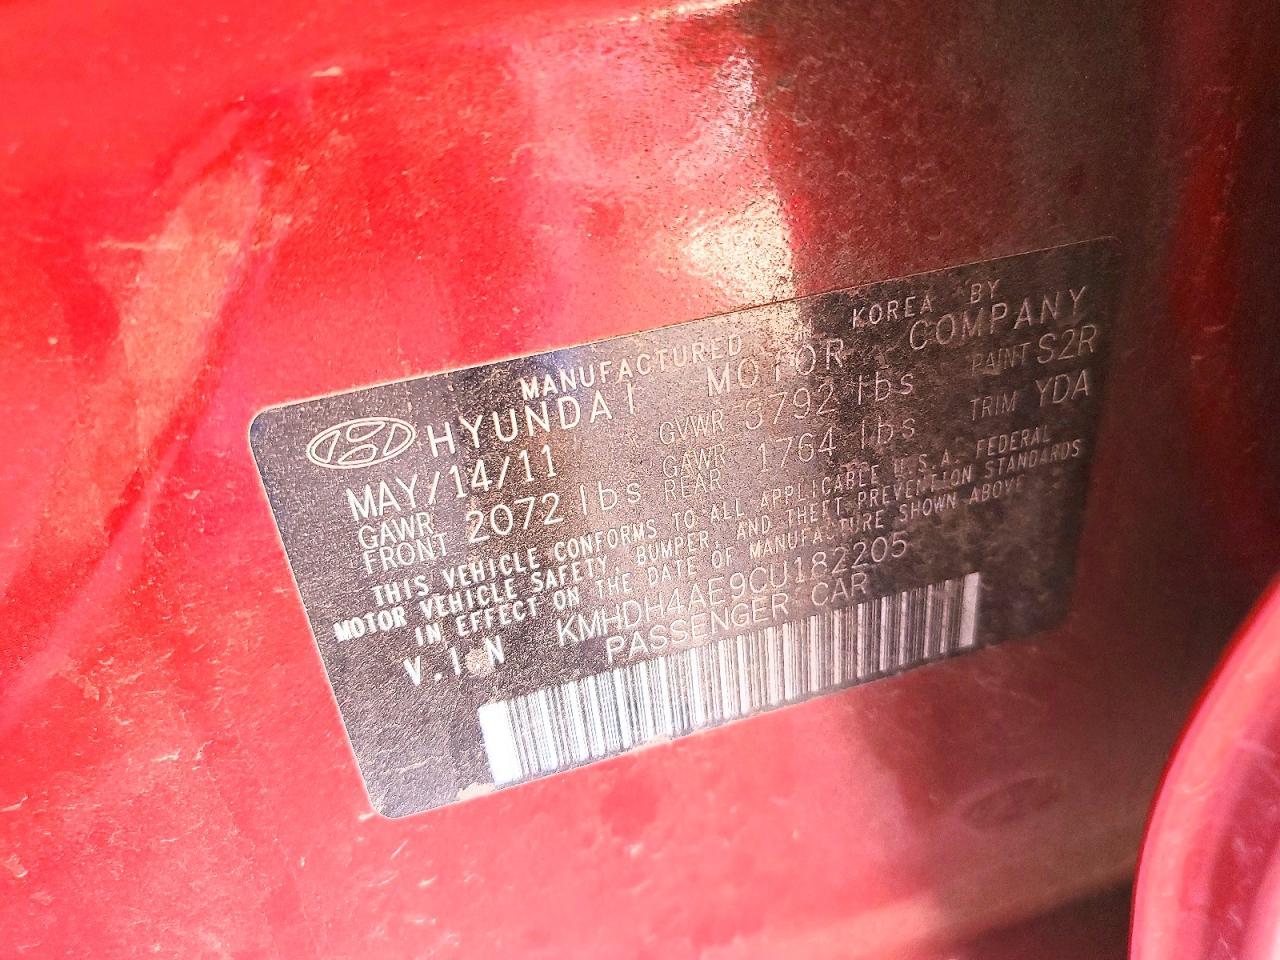 MANUFACTURED IN KOREA BY
HYUNDAI MOTOR COMPANY
MAY/14/11 GVWR 3792 lbs PAINT S2R
GAWR FRONT 2072 lbs GAWR REAR 1764 lbs TRIM YDA
THIS VEHICLE CONFORMS TO ALL APPLICABLE U.S.A. FEDERAL
MOTOR VEHICLE SAFETY, BUMPER, AND THEFT PREVENTION STANDARDS
IN EFFECT ON THE DATE OF MANUFACTURE SHOWN ABOVE
V.I.N KMHDH4AE9CU182205
PASSENGER CAR